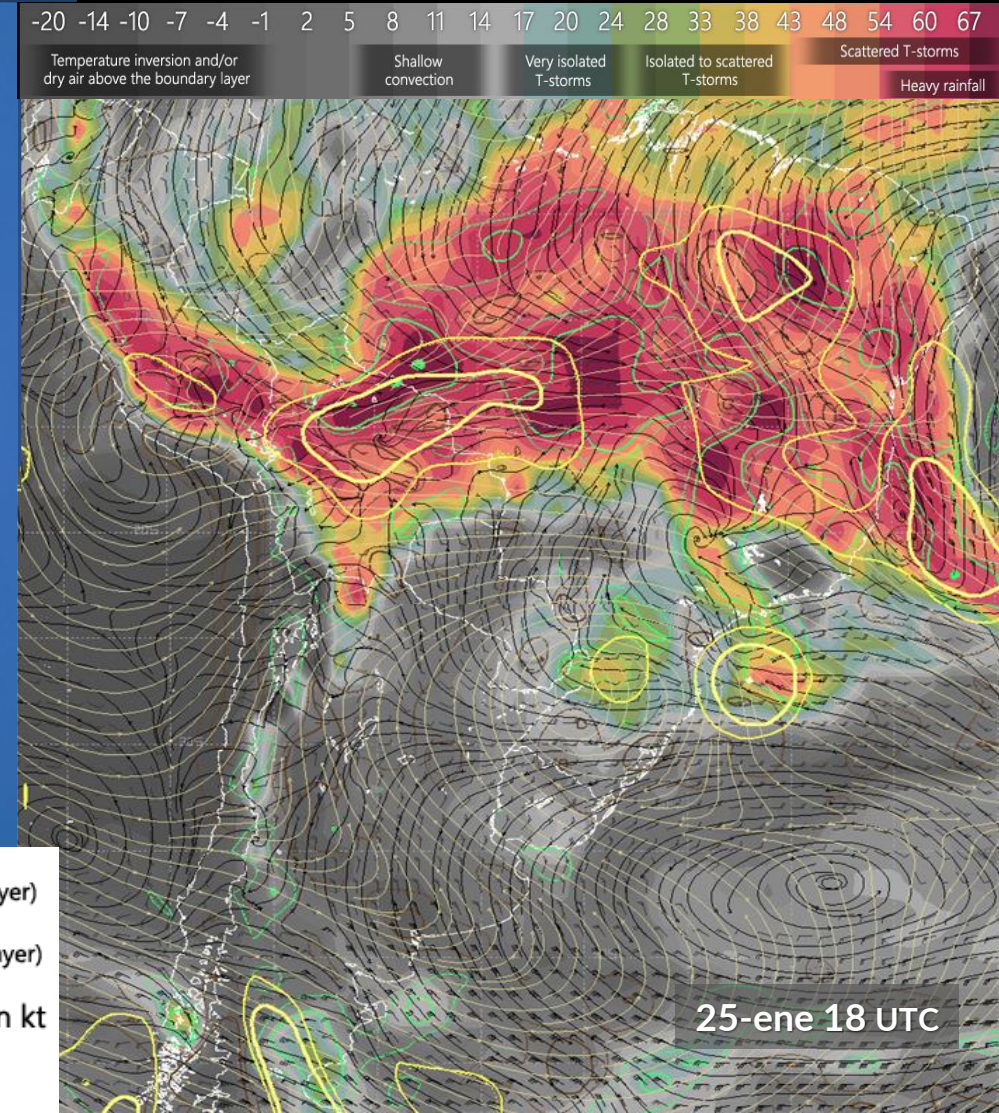 -20 -14 -10 -7 -4 -1 2 5 8 11 14 17 20 24 28 33 38 43 48 54 60 67
Temperature inversion and/or
dry air above the boundary layer
Shallow
convection
Very isolated
T-storms
Isolated to scattered
T-storms
Scattered T-storms
Heavy rainfall
yer)
yer)
n kt
25-ene 18 UTC